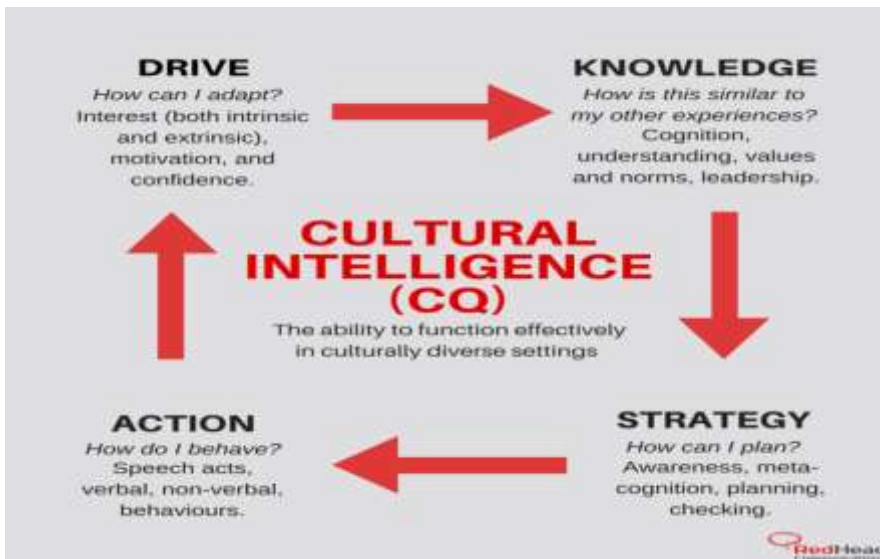 DRIVE
How can I adapt?
Interest (both intrinsic
and extrinsic),
motivation, and
confidence.
KNOWLEDGE
How is this similar to
my other experiences?
Cognition,
understanding, values
and norms, leadership.
CULTURAL
INTELLIGENCE
(CQ)
The ability to function effectively
in culturally diverse settings
ACTION
How do I behave?
Speech acts,
verbal, non-verbal,
behaviours.
STRATEGY
How can I plan?
Awareness, meta-
cognition, planning,
checking.
RedHead